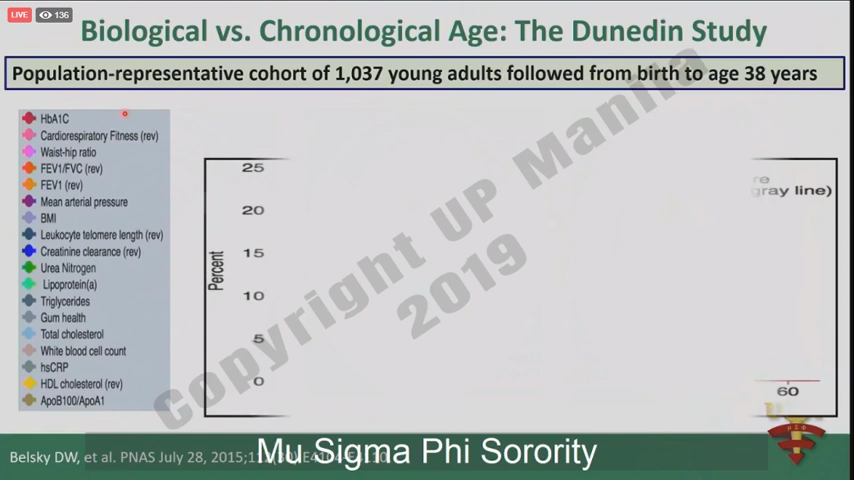 LIVE 136
Biological vs. Chronological Age: The Dunedin Study
Population-representative cohort of 1,037 young adults followed from birth to age 38 years
HbA1C
Cardiorespiratory Fitness (rev)
Waist-hip ratio
FEV1/FVC (rev)
FEV1 (rev)
Mean arterial pressure
BMI
Leukocyte telomere length (rev)
Creatinine clearance (rev)
Urea Nitrogen
Lipoprotein(a)
Triglycerides
Gum health
Total cholesterol
White blood cell count
hsCRP
HDL cholesterol (rev)
ApoB100/ApoA1
Percent
25
20
15
10
5
0
gray line)
60
Copyright UP Manila
2019
Mu Sigma Phi Sorority
Belsky DW, et al. PNAS July 28, 2015;